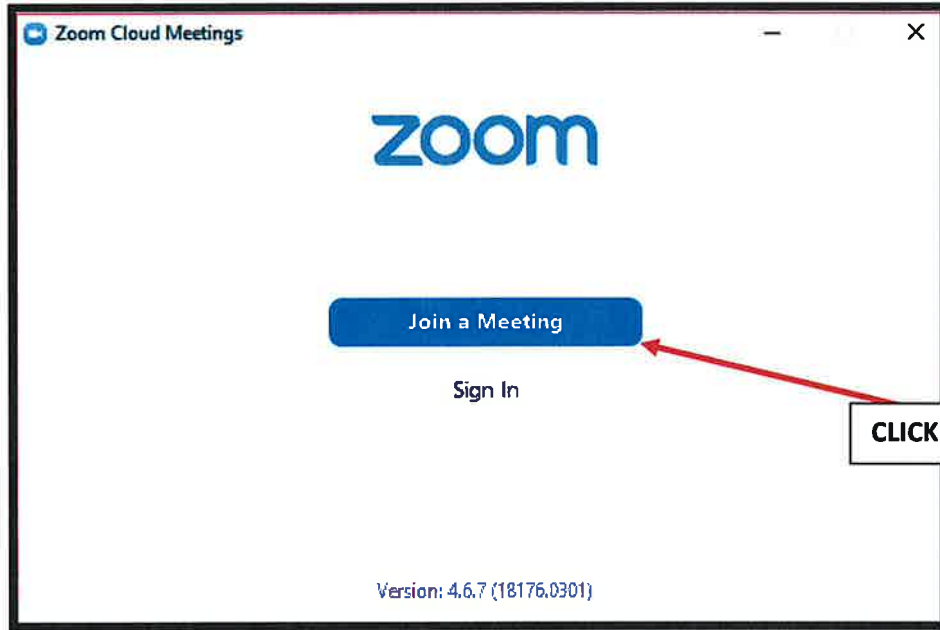 Zoom Cloud Meetings
zoom
Join a Meeting
Sign In
CLICK
Version: 4.6.7 (18176.0301)